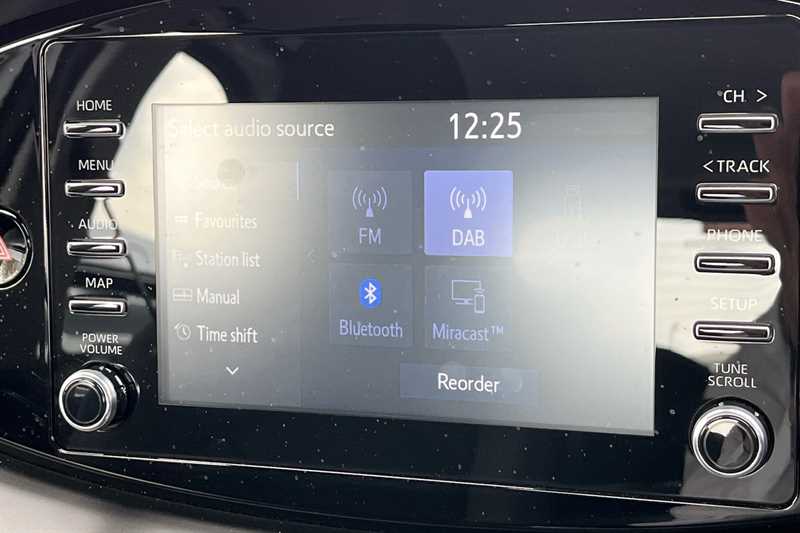 HOME
MENU
AUDIO
MAP
POWER
VOLUME
Select audio source
12:25
Source
Favourites
Station list
Manual
Time shift
FM
DAB
Bluetooth
Miracast™
Reorder
CH >
< TRACK
PHONE
SETUP
TUNE
SCROLL